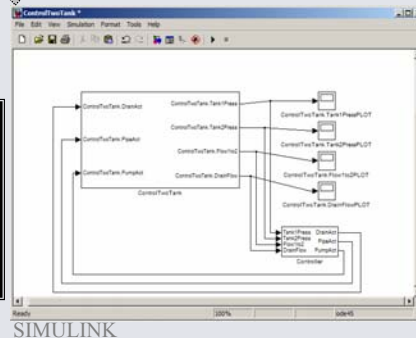 ControlTwoTank *
File Edit View Simulation Format Tools Help
ControlTwoTank.DrainAct
ControlTwoTank.PipeAct
ControlTwoTank.PumpAct
ControlTwoTank.Tank1Press
ControlTwoTank.Tank2Press
ControlTwoTank.Flow1to2
ControlTwoTank.DrainFlow
ControlTwoTank
ControlTwoTank.Tank1PressPLOT
ControlTwoTank.Tank2PressPLOT
ControlTwoTank.Flow1to2PLOT
ControlTwoTank.DrainFlowPLOT
Tank1Press DrainAct
Tank2Press
Flow1to2 PipeAct
DrainFlow PumpAct
Controller
Ready 100% ode45
SIMULINK